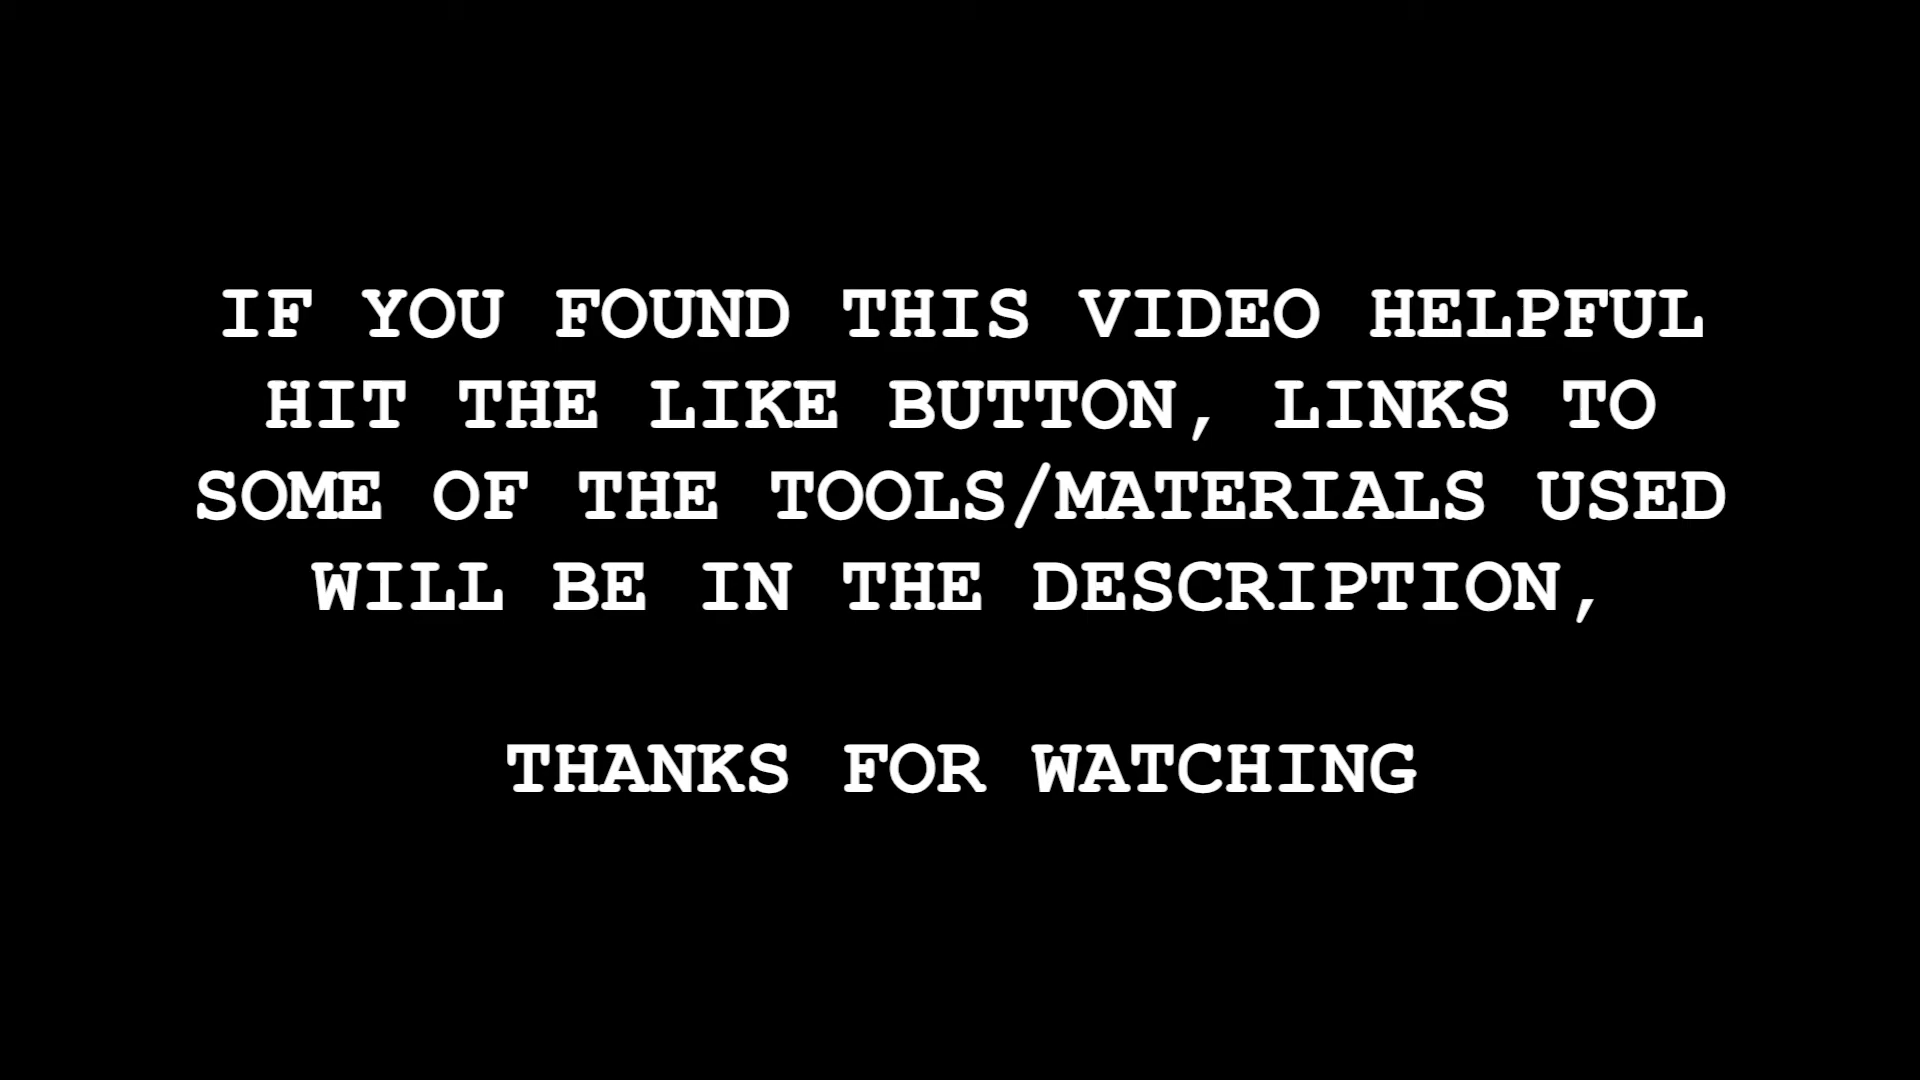 IF YOU FOUND THIS VIDEO HELPFUL
HIT THE LIKE BUTTON, LINKS TO
SOME OF THE TOOLS/MATERIALS USED
WILL BE IN THE DESCRIPTION,
THANKS FOR WATCHING